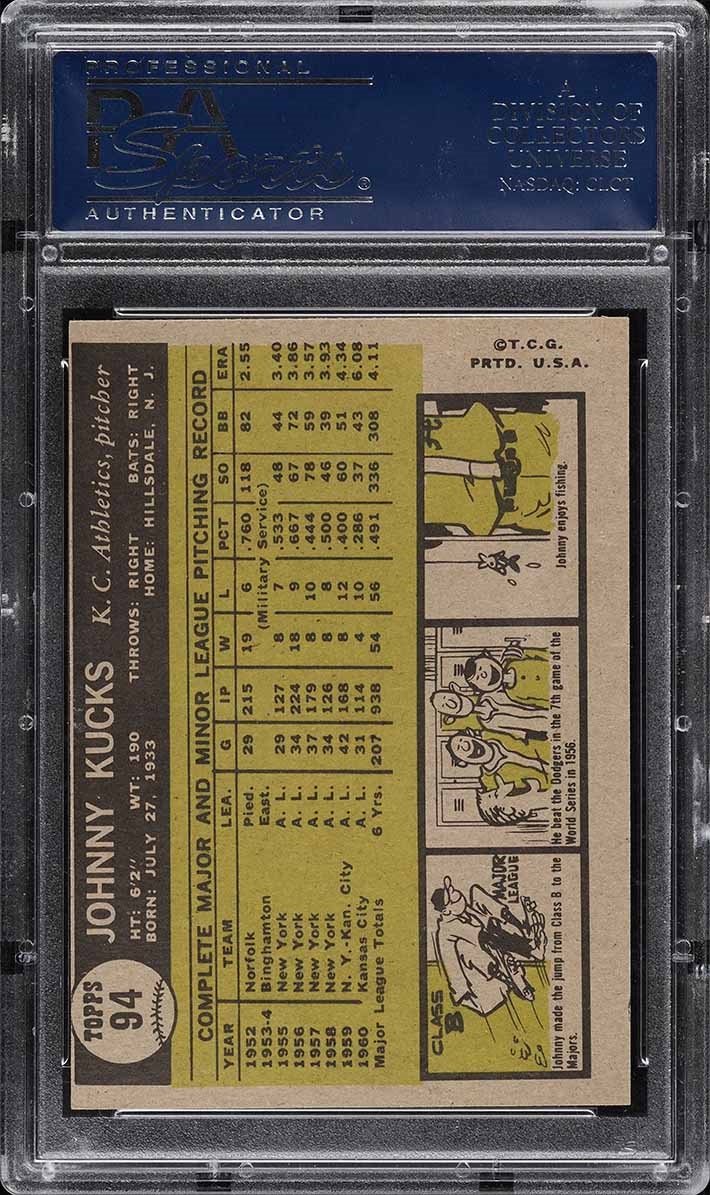 PROFESSIONAL
PSA
Sports ®
AUTHENTICATOR
A
DIVISION OF
COLLECTORS
UNIVERSE
NASDAQ: CLCT
TOPPS
94
JOHNNY KUCKS K. C. Athletics, pitcher
HT: 6'2" WT: 190 THROWS: RIGHT BATS: RIGHT
BORN: JULY 27, 1933 HOME: HILLSDALE, N. J.
COMPLETE MAJOR AND MINOR LEAGUE PITCHING RECORD
YEAR TEAM LEA. G IP W L PCT SO BB ERA
1952 Norfolk Pied. 29 215 19 6 .760 118 82 2.55
1953-4 Binghamton East. (Military Service)
1955 New York A. L. 29 127 8 7 .533 48 44 3.40
1956 New York A. L. 34 224 18 9 .667 67 72 3.86
1957 New York A. L. 37 179 8 10 .444 78 59 3.57
1958 New York A. L. 34 126 8 8 .500 46 39 3.93
1959 N. Y.-Kan. City A. L. 42 168 8 12 .400 60 51 4.34
1960 Kansas City A. L. 31 114 4 10 .286 37 43 6.08
Major League Totals 6 Yrs. 207 938 54 56 .491 336 308 4.11
CLASS
B
MAJOR
LEAGUE
Johnny made the jump from Class B to the
Majors.
He beat the Dodgers in the 7th game of the
World Series in 1956.
Johnny enjoys fishing.
©T.C.G.
PRTD. U.S.A.